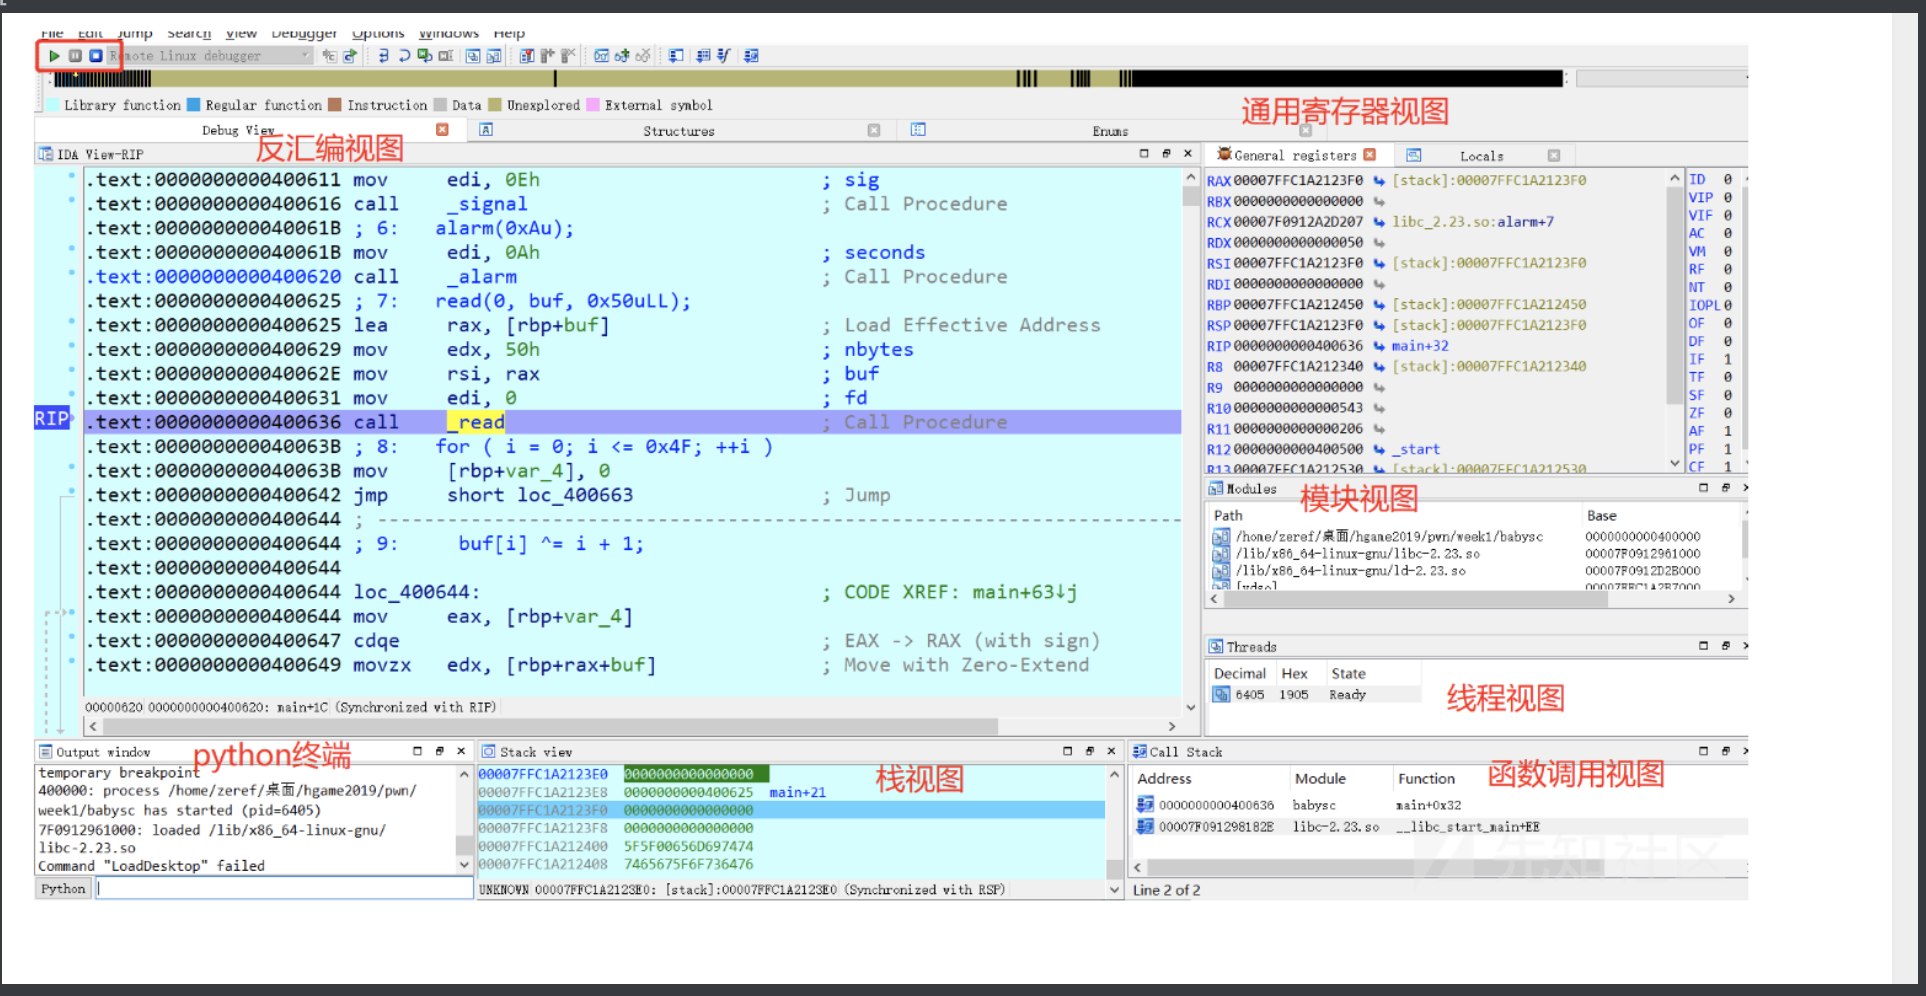 File Edit Jump Search View Debugger Options Windows Help
Remote Linux debugger
Library function Regular function Instruction Data Unexplored External symbol
通用寄存器视图
Debug View
Structures
Enums
反汇编视图
IDA View-RIP
.text:0000000000400611 mov edi, 0Eh ; sig
.text:0000000000400616 call _signal ; Call Procedure
.text:000000000040061B ; 6: alarm(0xAu);
.text:000000000040061B mov edi, 0Ah ; seconds
.text:0000000000400620 call _alarm ; Call Procedure
.text:0000000000400625 ; 7: read(0, buf, 0x50uLL);
.text:0000000000400625 lea rax, [rbp+buf] ; Load Effective Address
.text:0000000000400629 mov edx, 50h ; nbytes
.text:000000000040062E mov rsi, rax ; buf
.text:0000000000400631 mov edi, 0 ; fd
RIP .text:0000000000400636 call _read ; Call Procedure
.text:000000000040063B ; 8: for ( i = 0; i <= 0x4F; ++i )
.text:000000000040063B mov [rbp+var_4], 0
.text:0000000000400642 jmp short loc_400663 ; Jump
.text:0000000000400644 ; ---------------------------------------------------------------------------
.text:0000000000400644 ; 9: buf[i] ^= i + 1;
.text:0000000000400644
.text:0000000000400644 loc_400644: ; CODE XREF: main+63↓j
.text:0000000000400644 mov eax, [rbp+var_4]
.text:0000000000400647 cdqe ; EAX -> RAX (with sign)
.text:0000000000400649 movzx edx, [rbp+rax+buf] ; Move with Zero-Extend
00000620 0000000000400620: main+1C (Synchronized with RIP)
General registers
Locals
RAX 00007FFC1A2123F0 [stack]:00007FFC1A2123F0
RBX 0000000000000000
RCX 00007F0912A2D207 libc_2.23.so:alarm+7
RDX 0000000000000050
RSI 00007FFC1A2123F0 [stack]:00007FFC1A2123F0
RDI 0000000000000000
RBP 00007FFC1A212450 [stack]:00007FFC1A212450
RSP 00007FFC1A2123F0 [stack]:00007FFC1A2123F0
RIP 0000000000400636 main+32
R8 00007FFC1A212340 [stack]:00007FFC1A212340
R9 0000000000000000
R10 0000000000000543
R11 0000000000000206
R12 0000000000400500 _start
R13 00007FFC1A212530 [stack]:00007FFC1A212530
ID 0
VIP 0
VIF 0
AC 0
VM 0
RF 0
NT 0
IOPL 0
OF 0
DF 0
IF 1
TF 0
SF 0
ZF 0
AF 1
PF 1
CF 1
Modules
模块视图
Path Base
/home/zeref/桌面/hgame2019/pwn/week1/babysc 0000000000400000
/lib/x86_64-linux-gnu/libc-2.23.so 00007F0912961000
/lib/x86_64-linux-gnu/ld-2.23.so 00007F0912D2B000
[vdso] 00007FFC1A2B7000
Threads
Decimal Hex State
6405 1905 Ready
线程视图
Output window
python终端
temporary breakpoint
400000: process /home/zeref/桌面/hgame2019/pwn/
week1/babysc has started (pid=6405)
7F0912961000: loaded /lib/x86_64-linux-gnu/
libc-2.23.so
Command "LoadDesktop" failed
Python
Stack view
栈视图
00007FFC1A2123E0 0000000000000000
00007FFC1A2123E8 0000000000400625 main+21
00007FFC1A2123F0 0000000000000000
00007FFC1A2123F8 0000000000000000
00007FFC1A212400 5F5F00656D697474
00007FFC1A212408 7465675F6F736476
UNKNOWN 00007FFC1A2123E0: [stack]:00007FFC1A2123E0 (Synchronized with RSP)
Call Stack
函数调用视图
Address Module Function
0000000000400636 babysc main+0x32
00007F091298182E libc-2.23.so __libc_start_main+EE
先知社区
Line 2 of 2